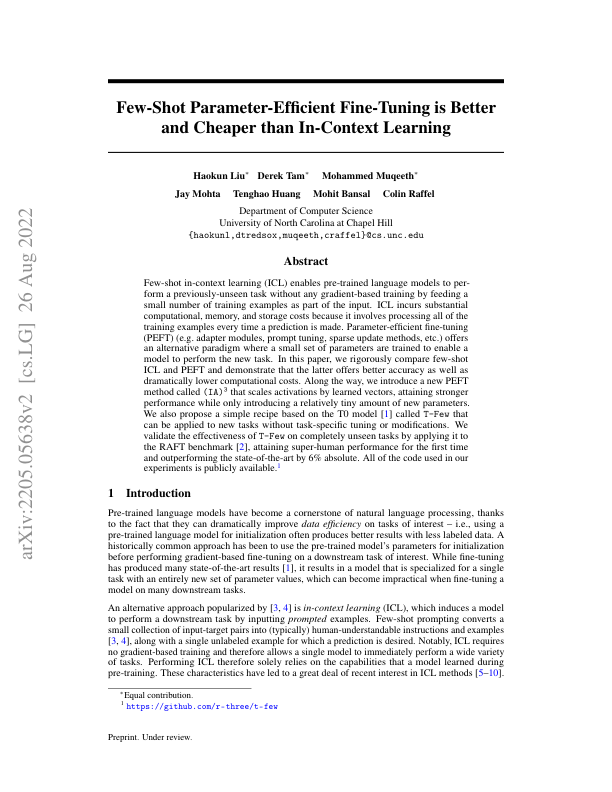 arXiv:2205.05638v2 [cs.LG] 26 Aug 2022
Few-Shot Parameter-Efficient Fine-Tuning is Better
and Cheaper than In-Context Learning
Haokun Liu* Derek Tam* Mohammed Muqeeth*
Jay Mohta Tenghao Huang Mohit Bansal Colin Raffel
Department of Computer Science
University of North Carolina at Chapel Hill
{haokunl,dtredsox,muqeeth,craffel}@cs.unc.edu
Abstract
Few-shot in-context learning (ICL) enables pre-trained language models to per-
form a previously-unseen task without any gradient-based training by feeding a
small number of training examples as part of the input. ICL incurs substantial
computational, memory, and storage costs because it involves processing all of the
training examples every time a prediction is made. Parameter-efficient fine-tuning
(PEFT) (e.g. adapter modules, prompt tuning, sparse update methods, etc.) offers
an alternative paradigm where a small set of parameters are trained to enable a
model to perform the new task. In this paper, we rigorously compare few-shot
ICL and PEFT and demonstrate that the latter offers better accuracy as well as
dramatically lower computational costs. Along the way, we introduce a new PEFT
method called (IA)³ that scales activations by learned vectors, attaining stronger
performance while only introducing a relatively tiny amount of new parameters.
We also propose a simple recipe based on the T0 model [1] called T-Few that
can be applied to new tasks without task-specific tuning or modifications. We
validate the effectiveness of T-Few on completely unseen tasks by applying it to
the RAFT benchmark [2], attaining super-human performance for the first time
and outperforming the state-of-the-art by 6% absolute. All of the code used in our
experiments is publicly available.¹
1 Introduction
Pre-trained language models have become a cornerstone of natural language processing, thanks
to the fact that they can dramatically improve data efficiency on tasks of interest – i.e., using a
pre-trained language model for initialization often produces better results with less labeled data. A
historically common approach has been to use the pre-trained model's parameters for initialization
before performing gradient-based fine-tuning on a downstream task of interest. While fine-tuning
has produced many state-of-the-art results [1], it results in a model that is specialized for a single
task with an entirely new set of parameter values, which can become impractical when fine-tuning a
model on many downstream tasks.
An alternative approach popularized by [3, 4] is in-context learning (ICL), which induces a model
to perform a downstream task by inputting prompted examples. Few-shot prompting converts a
small collection of input-target pairs into (typically) human-understandable instructions and examples
[3, 4], along with a single unlabeled example for which a prediction is desired. Notably, ICL requires
no gradient-based training and therefore allows a single model to immediately perform a wide variety
of tasks. Performing ICL therefore solely relies on the capabilities that a model learned during
pre-training. These characteristics have led to a great deal of recent interest in ICL methods [5–10].
*Equal contribution.
¹ https://github.com/r-three/t-few
Preprint. Under review.